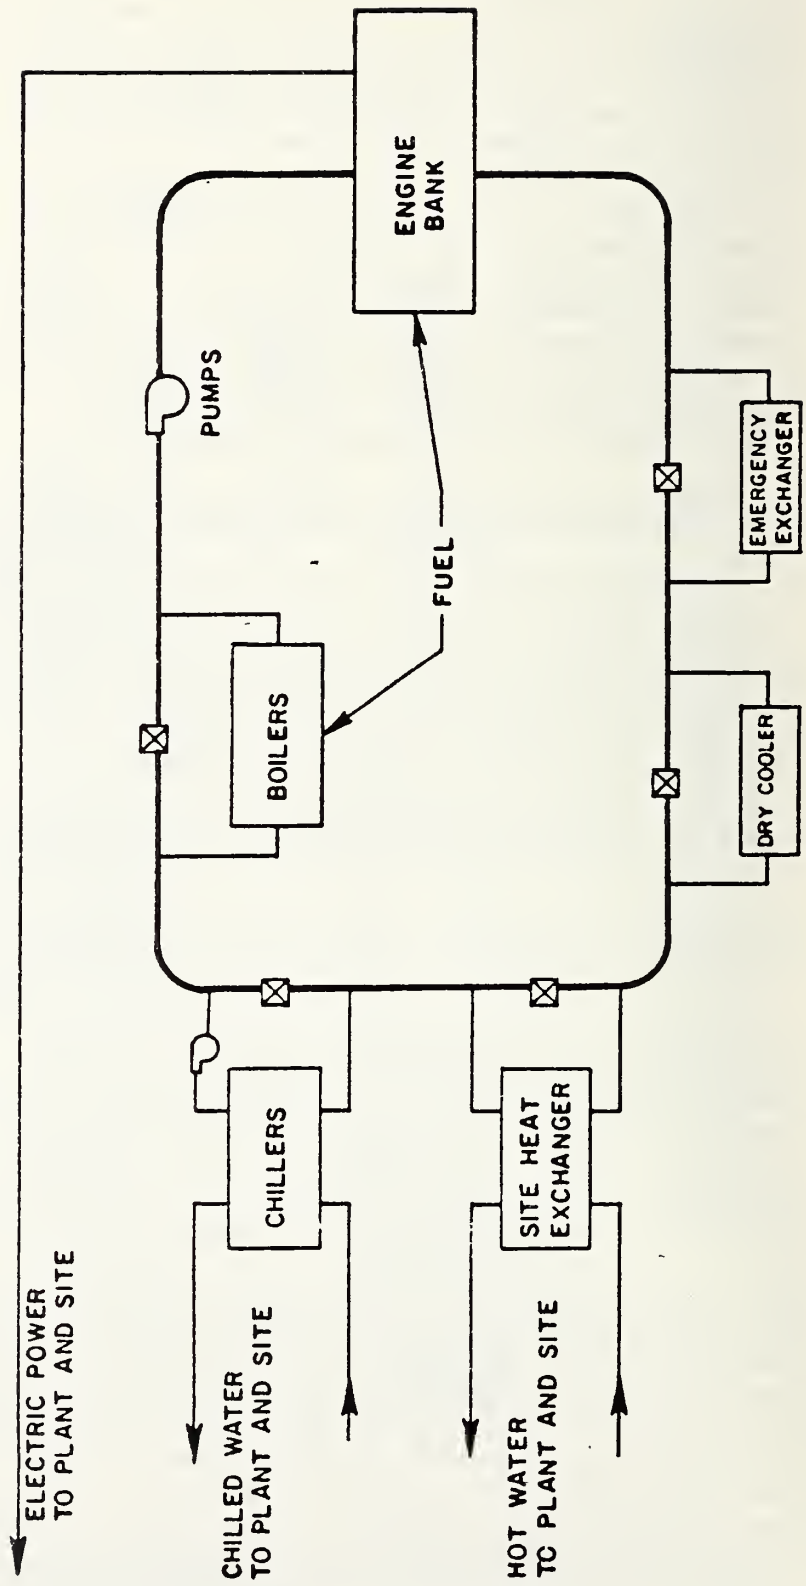 ELECTRIC POWER
TO PLANT AND SITE
CHILLED WATER
TO PLANT AND SITE
HOT WATER
TO PLANT AND SITE
CHILLERS
SITE HEAT
EXCHANGER
BOILERS
PUMPS
FUEL
ENGINE
BANK
DRY COOLER
EMERGENCY
EXCHANGER